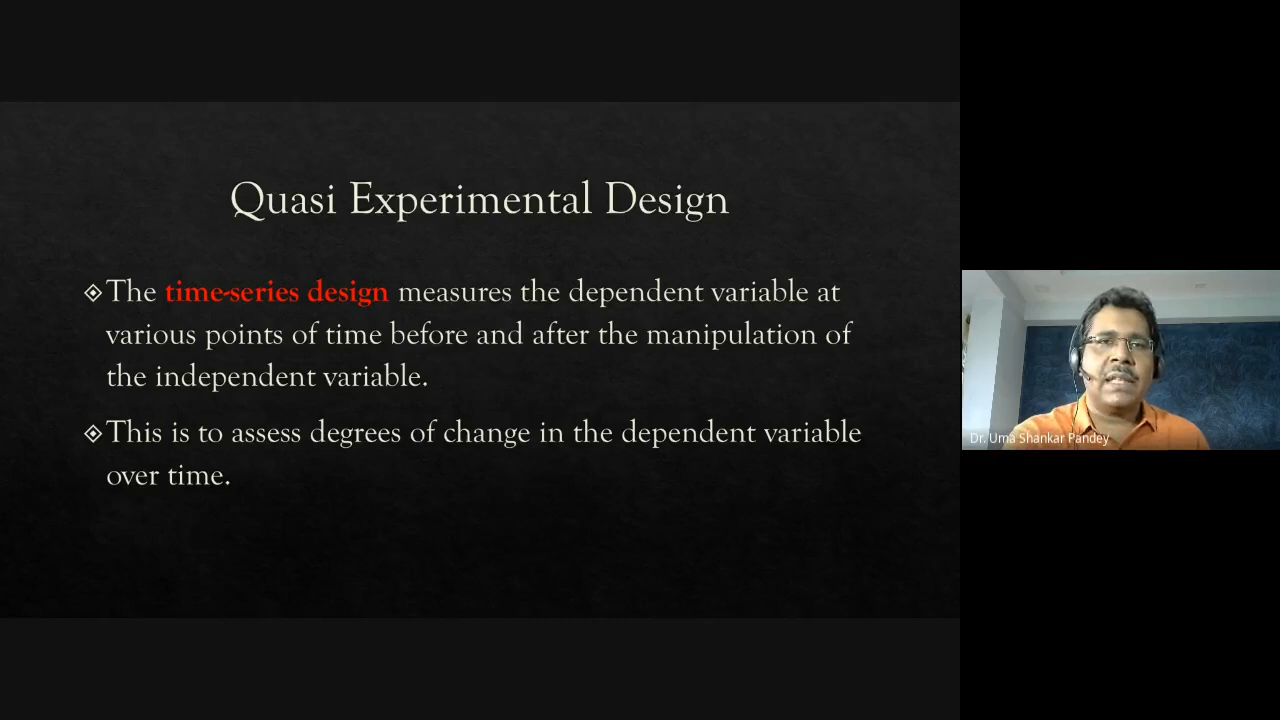 Quasi Experimental Design
The time-series design measures the dependent variable at
various points of time before and after the manipulation of
the independent variable.
This is to assess degrees of change in the dependent variable
over time.
Dr. Uma Shankar Pandey